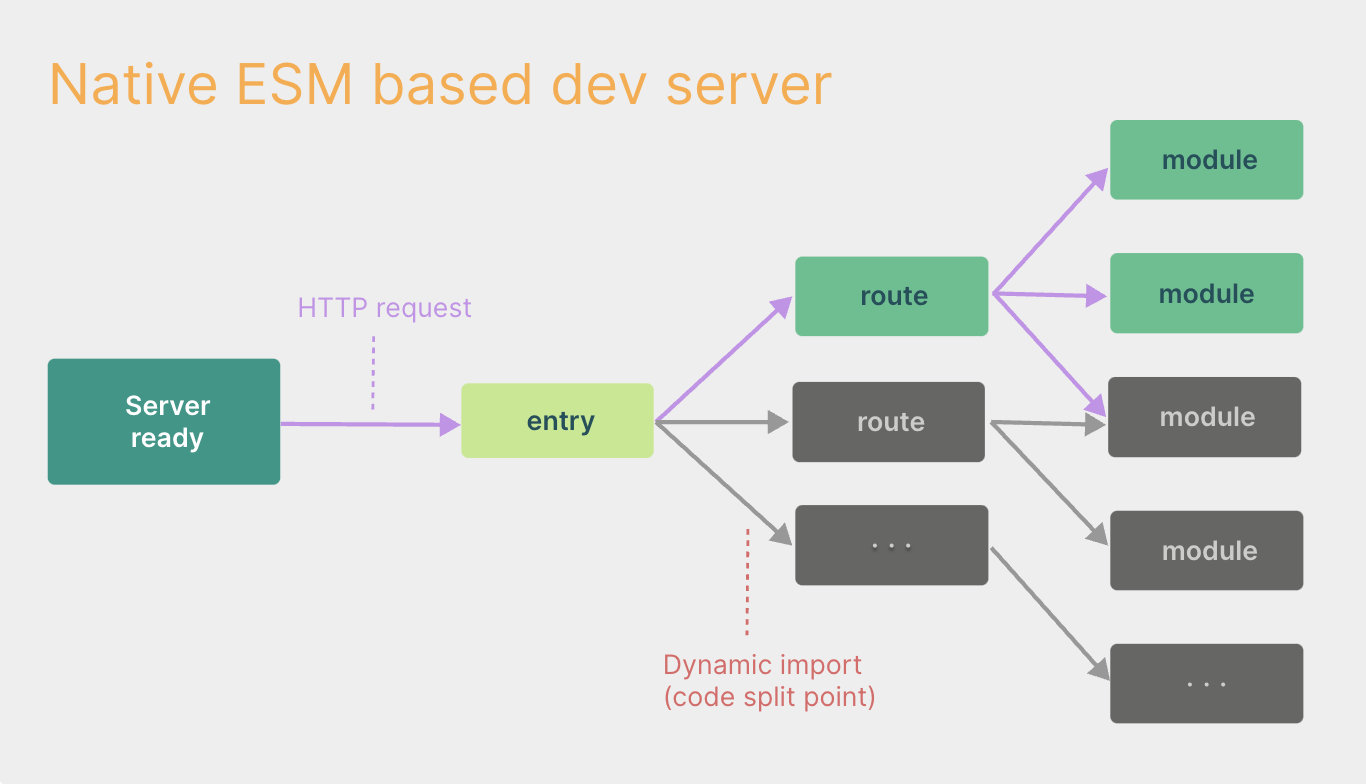 Native ESM based dev server
module
HTTP request
route
module
Server
ready
entry
route
module
· · ·
module
Dynamic import
(code split point)
· · ·